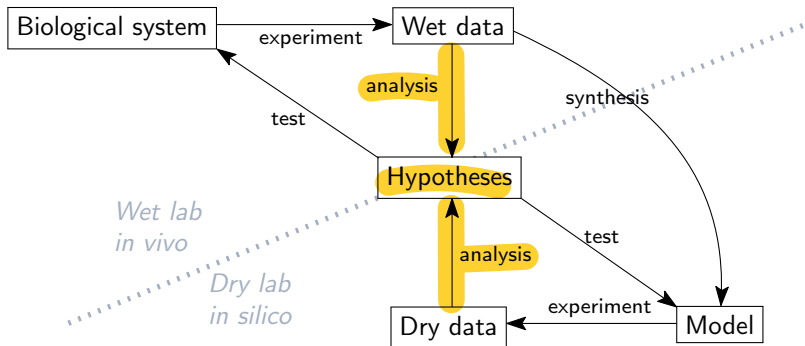 Biological system
experiment
Wet data
analysis
synthesis
test
Hypotheses
Wet lab
in vivo
test
analysis
Dry lab
in silico
experiment
Dry data
Model